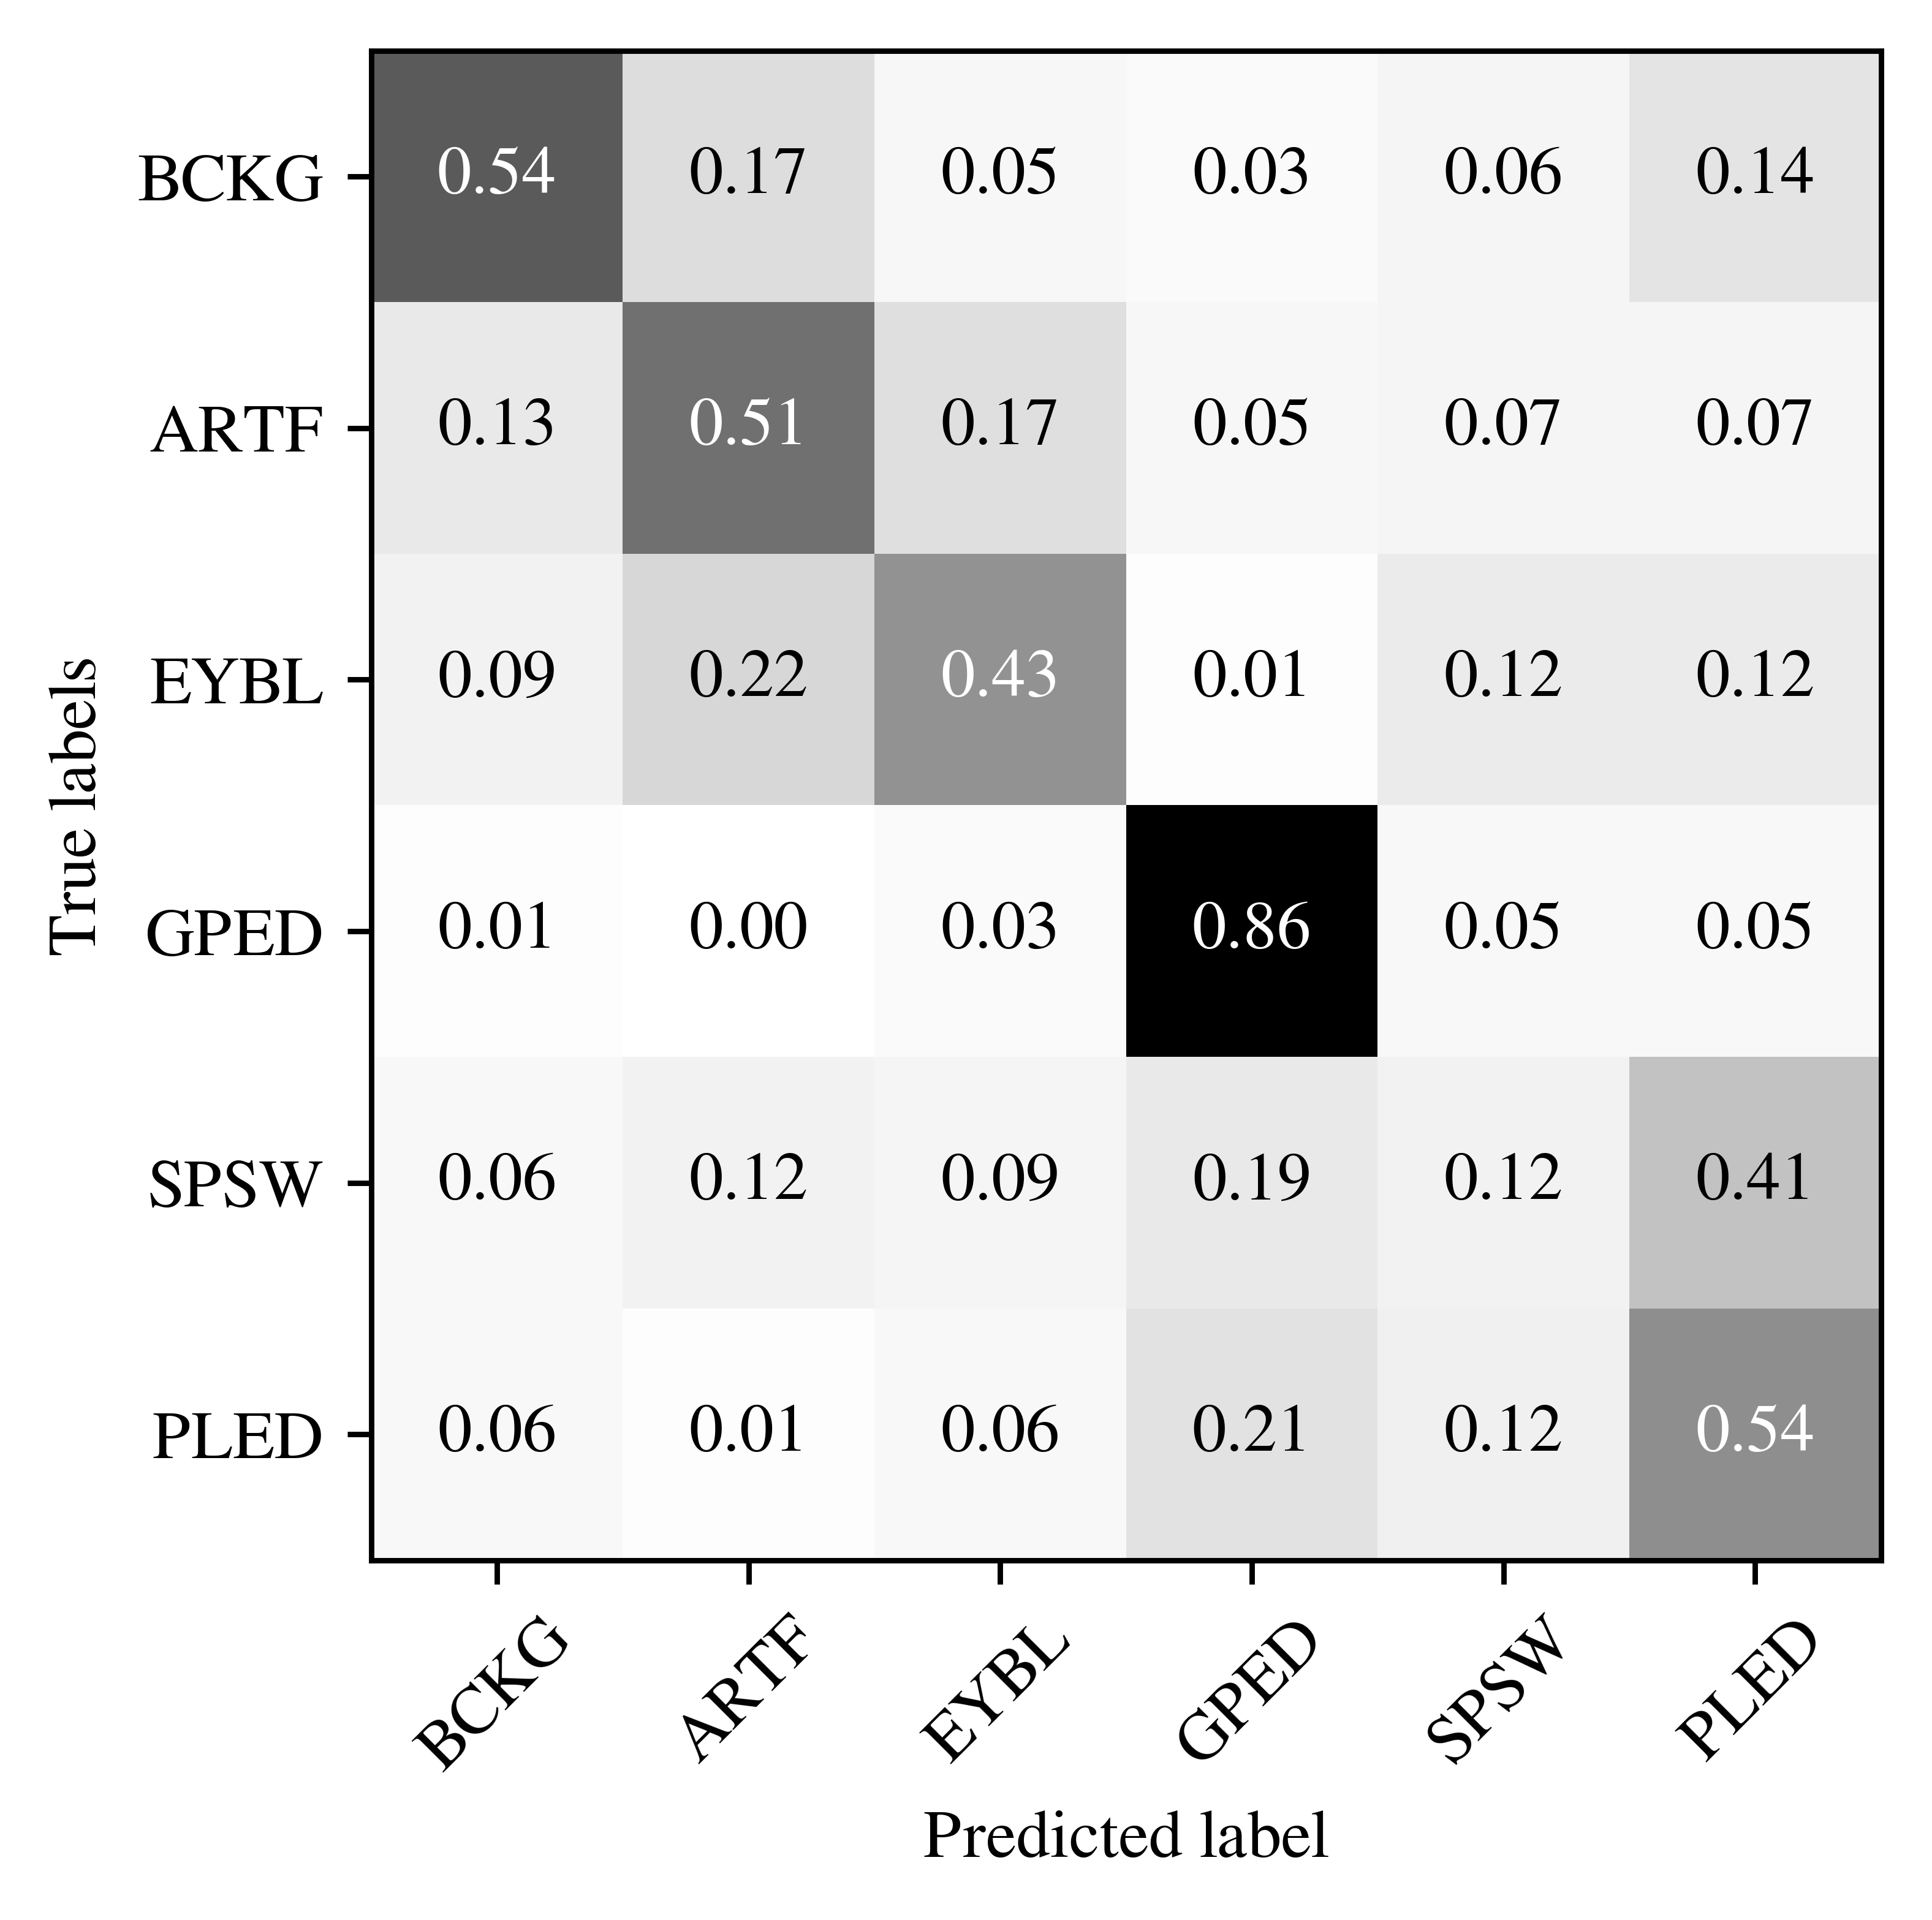 True labels
BCKG 0.54 0.17 0.05 0.03 0.06 0.14
ARTF 0.13 0.51 0.17 0.05 0.07 0.07
EYBL 0.09 0.22 0.43 0.01 0.12 0.12
GPED 0.01 0.00 0.03 0.86 0.05 0.05
SPSW 0.06 0.12 0.09 0.19 0.12 0.41
PLED 0.06 0.01 0.06 0.21 0.12 0.54
BCKG ARTF EYBL GPED SPSW PLED
Predicted label